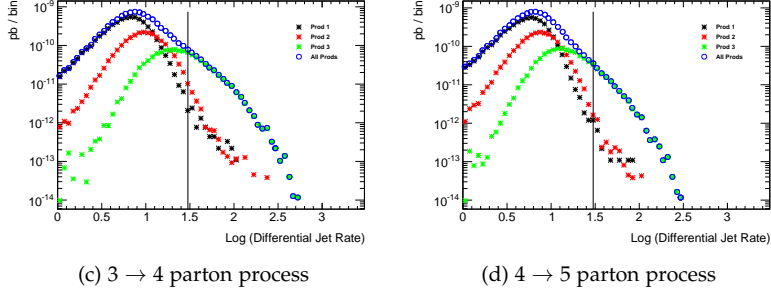 pb / bin
10^-9
10^-10
10^-11
10^-12
10^-13
10^-14
0 0.5 1 1.5 2 2.5 3
Log (Differential Jet Rate)
Prod 1
Prod 2
Prod 3
All Prods
(c) 3 → 4 parton process
pb / bin
10^-9
10^-10
10^-11
10^-12
10^-13
10^-14
0 0.5 1 1.5 2 2.5 3
Log (Differential Jet Rate)
Prod 1
Prod 2
Prod 3
All Prods
(d) 4 → 5 parton process